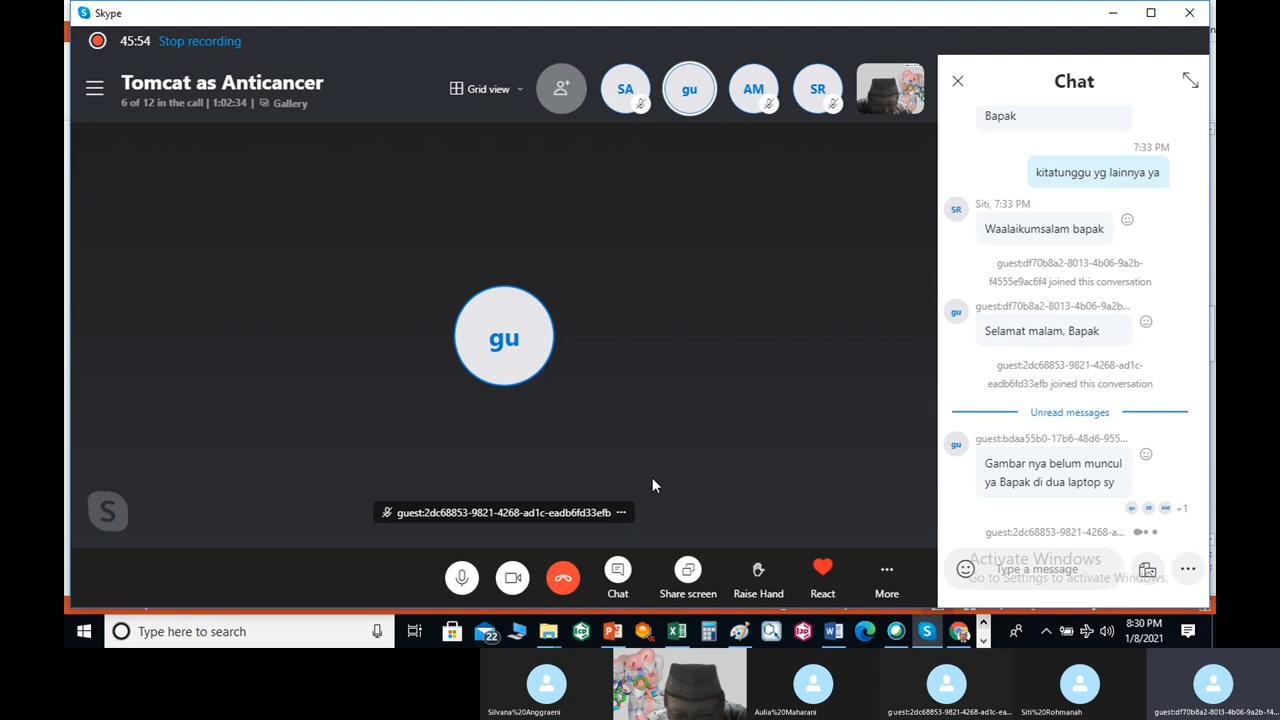 Skype
45:54 Stop recording
Tomcat as Anticancer
6 of 12 in the call | 1:02:34 | Gallery
Grid view
SA
gu
AM
SR
Chat
Bapak
7:33 PM
kitatunggu yg lainnya ya
SR
Siti, 7:33 PM
Waalaikumsalam bapak
guest:df70b8a2-8013-4b06-9a2b-
f4555e9ac6f4 joined this conversation
gu
guest:df70b8a2-8013-4b06-9a2b...
Selamat malam, Bapak
guest:2dc68853-9821-4268-ad1c-
eadb6fd33efb joined this conversation
Unread messages
gu
guest:bdaa55b0-17b6-48d6-955...
Gambar nya belum muncul
ya Bapak di dua laptop sy
gu SR AM +1
guest:2dc68853-9821-4268-a...
Type a message
Activate Windows
Go to Settings to activate Windows.
gu
S
guest:2dc68853-9821-4268-ad1c-eadb6fd33efb
Chat
Share screen
Raise Hand
React
More
Type here to search
22
8:30 PM
1/8/2021
Silvana%20Anggraeni
Aulia%20Maharani
guest:2dc68853-9821-4268-ad1c-ea...
Siti%20Rohmanah
guest:df70b8a2-8013-4b06-9a2b-f4...